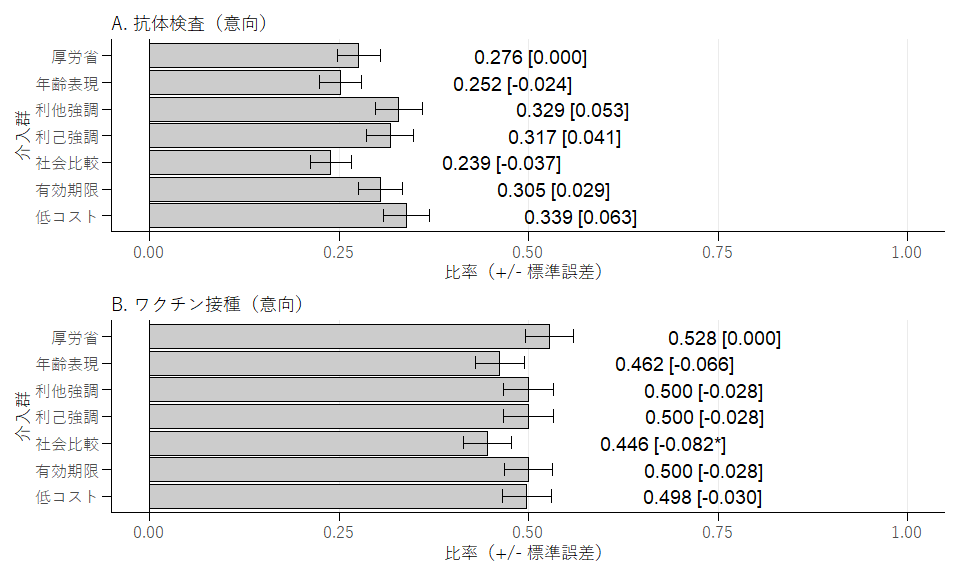 A. 抗体検査（意向）
介入群
厚労省 0.276 [0.000]
年齢表現 0.252 [-0.024]
利他強調 0.329 [0.053]
利己強調 0.317 [0.041]
社会比較 0.239 [-0.037]
有効期限 0.305 [0.029]
低コスト 0.339 [0.063]
0.00 0.25 0.50 0.75 1.00
比率（+/- 標準誤差）
B. ワクチン接種（意向）
介入群
厚労省 0.528 [0.000]
年齢表現 0.462 [-0.066]
利他強調 0.500 [-0.028]
利己強調 0.500 [-0.028]
社会比較 0.446 [-0.082*]
有効期限 0.500 [-0.028]
低コスト 0.498 [-0.030]
0.00 0.25 0.50 0.75 1.00
比率（+/- 標準誤差）